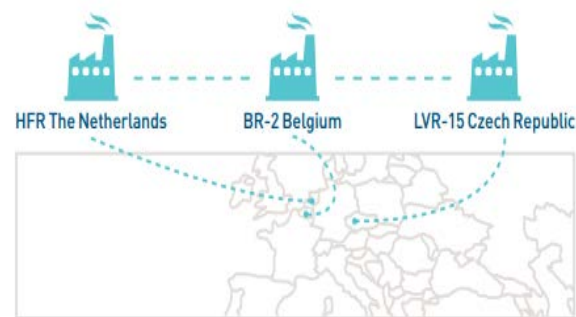 HFR The Netherlands
BR-2 Belgium
LVR-15 Czech Republic